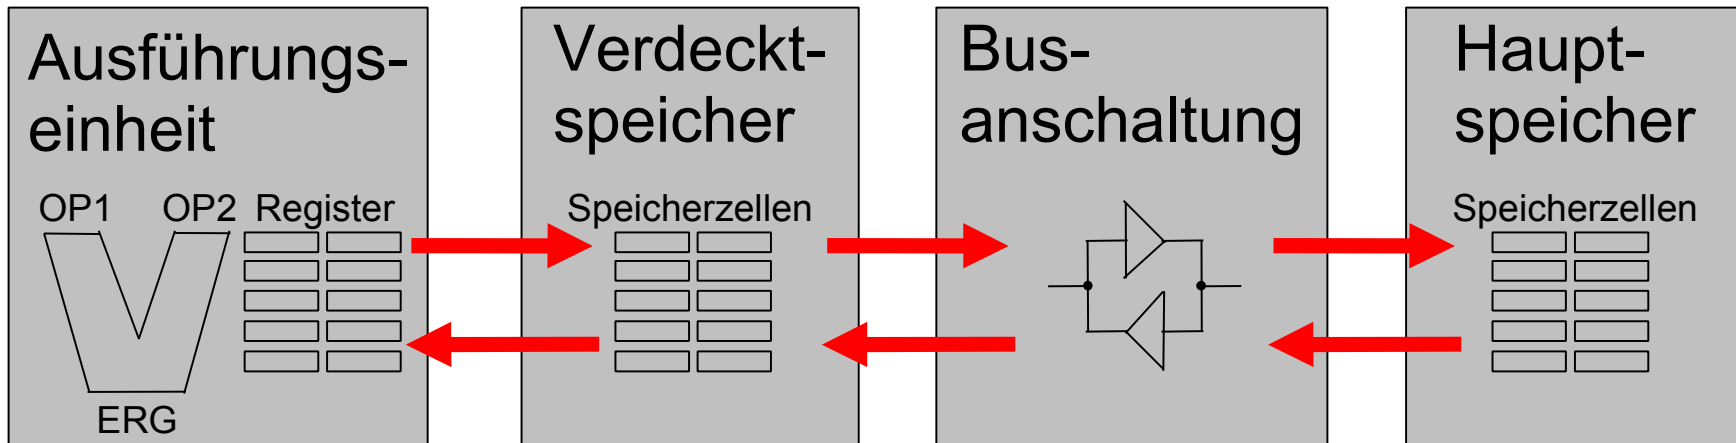 Ausführungs-
einheit
OP1 OP2 Register
ERG
Verdeckt-
speicher
Speicherzellen
Bus-
anschaltung
Haupt-
speicher
Speicherzellen